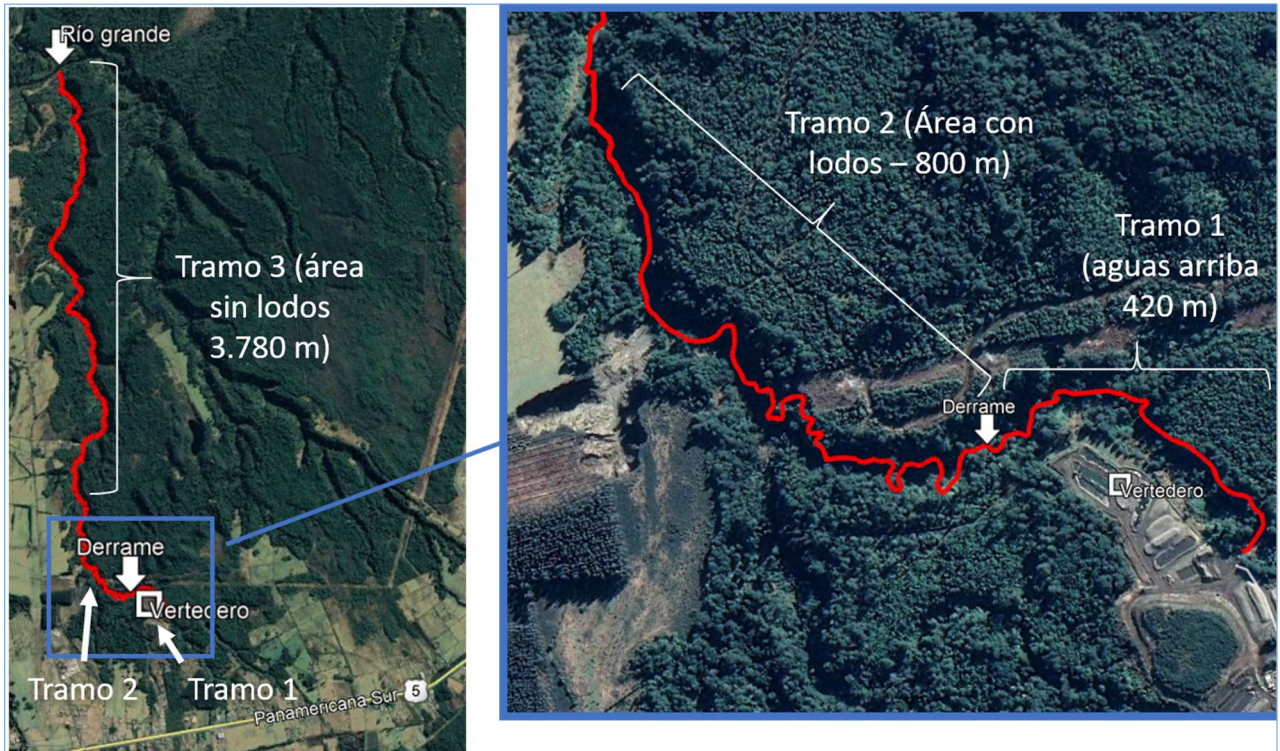 Río grande
Tramo 3 (área
sin lodos
3.780 m)
Derrame
Vertedero
Tramo 2
Tramo 1
Panamericana Sur 5
Tramo 2 (Área con
lodos – 800 m)
Tramo 1
(aguas arriba
420 m)
Derrame
Vertedero